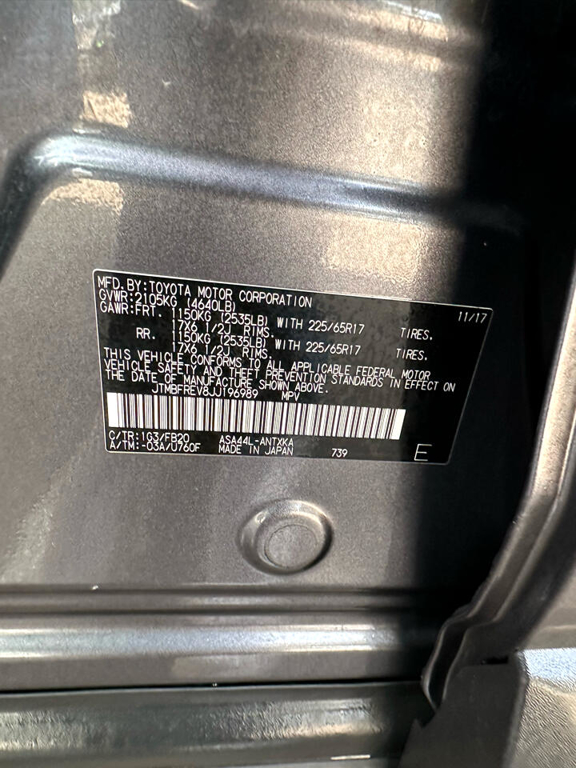 MFD.BY:TOYOTA MOTOR CORPORATION 11/17
GVWR:2105KG (4640LB)
GAWR:FRT. 1150KG (2535LB) WITH 225/65R17 TIRES.
17X6 1/2J RIMS.
RR. 1150KG (2535LB) WITH 225/65R17 TIRES.
17X6 1/2J RIMS.
THIS VEHICLE CONFORMS TO ALL APPLICABLE FEDERAL MOTOR
VEHICLE SAFETY AND THEFT PREVENTION STANDARDS IN EFFECT ON
THE DATE OF MANUFACTURE SHOWN ABOVE.
JTMBFREV8JJ196989 MPV
C/TR:1G3/FB20 ASA44L-ANTXKA
A/TM:-03A/U760F MADE IN JAPAN 739 E